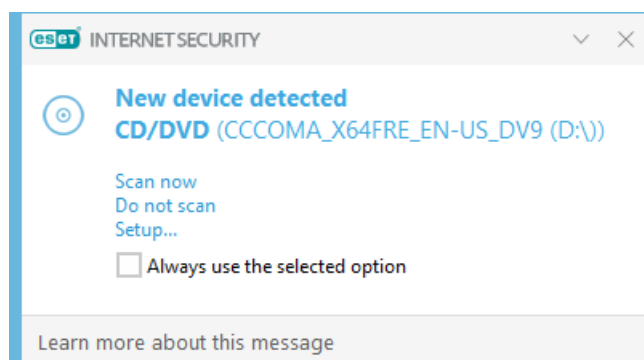 eset INTERNET SECURITY
New device detected
CD/DVD (CCCOMA_X64FRE_EN-US_DV9 (D:\))
Scan now
Do not scan
Setup...
Always use the selected option
Learn more about this message